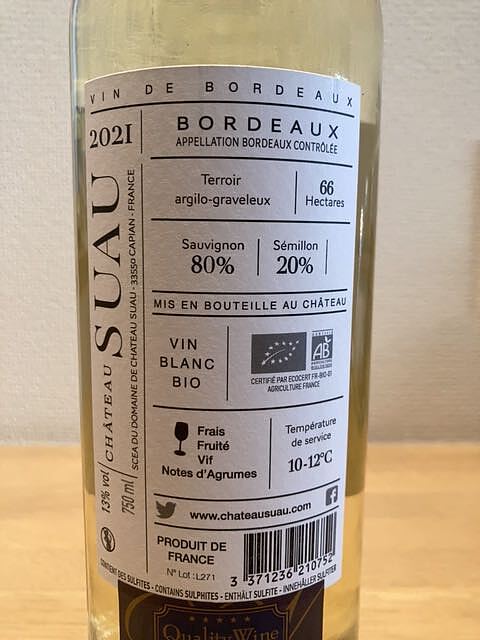 VIN DE BORDEAUX
2021
BORDEAUX
APPELLATION BORDEAUX CONTRÔLÉE
Terroir
argilo-graveleux
66
Hectares
Sauvignon
80%
Sémillon
20%
MIS EN BOUTEILLE AU CHÂTEAU
VIN
BLANC
BIO
AB
CERTIFIÉ PAR ECOCERT FR-BIO-01
AGRICULTURE FRANCE
Frais
Fruité
Vif
Notes d'Agrumes
Température
de service
10-12°C
www.chateausuau.com
PRODUIT DE
FRANCE
N° Lot : L271
3 371236 210752
CHÂTEAU SUAU
SCEA DU DOMAINE DE CHATEAU SUAU - 33550 CAPIAN - FRANCE
13% vol
750 ml
CONTIENT DES SULFITES - CONTAINS SULPHITES - ENTHÄLT SULFITE - INNEHÅLLER SULFITER
QualityWine